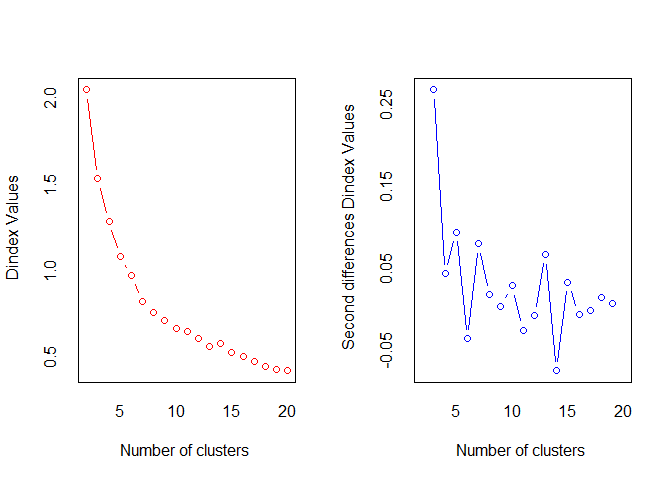 Dindex Values
2.0
1.5
1.0
0.5
5 10 15 20
Number of clusters
Second differences Dindex Values
0.25
0.15
0.05
-0.05
5 10 15 20
Number of clusters